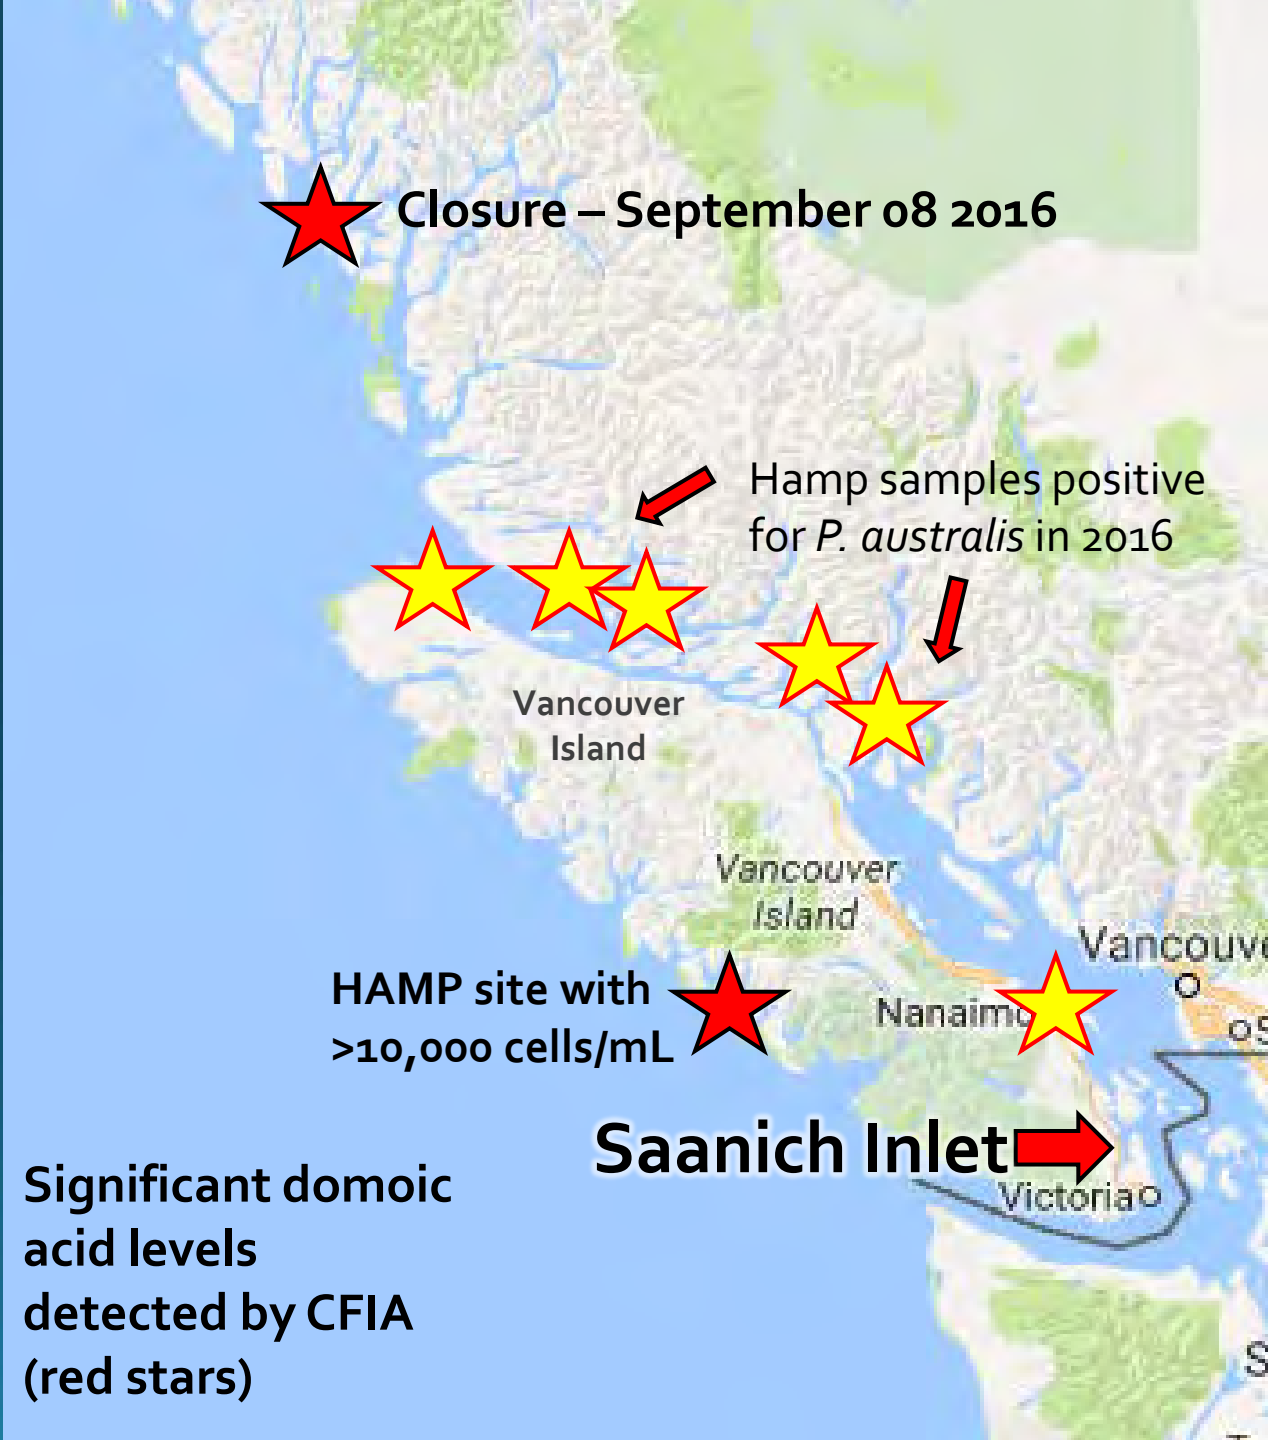 Closure – September 08 2016
Hamp samples positive
for P. australis in 2016
Vancouver
Island
Vancouver
Island
Vancouve
HAMP site with
>10,000 cells/mL
Nanaimo
Saanich Inlet
Victoria
Significant domoic
acid levels
detected by CFIA
(red stars)
S